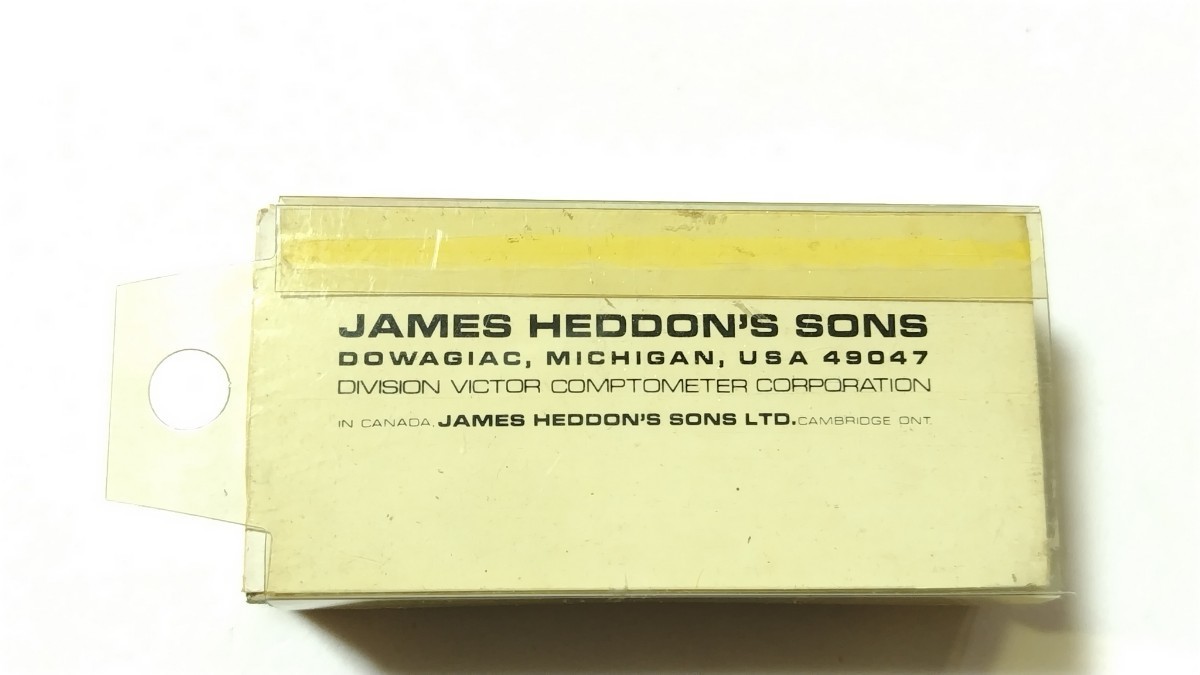 JAMES HEDDON'S SONS
DOWAGIAC, MICHIGAN, USA 49047
DIVISION VICTOR COMPTOMETER CORPORATION
IN CANADA, JAMES HEDDON'S SONS LTD. CAMBRIDGE ONT.